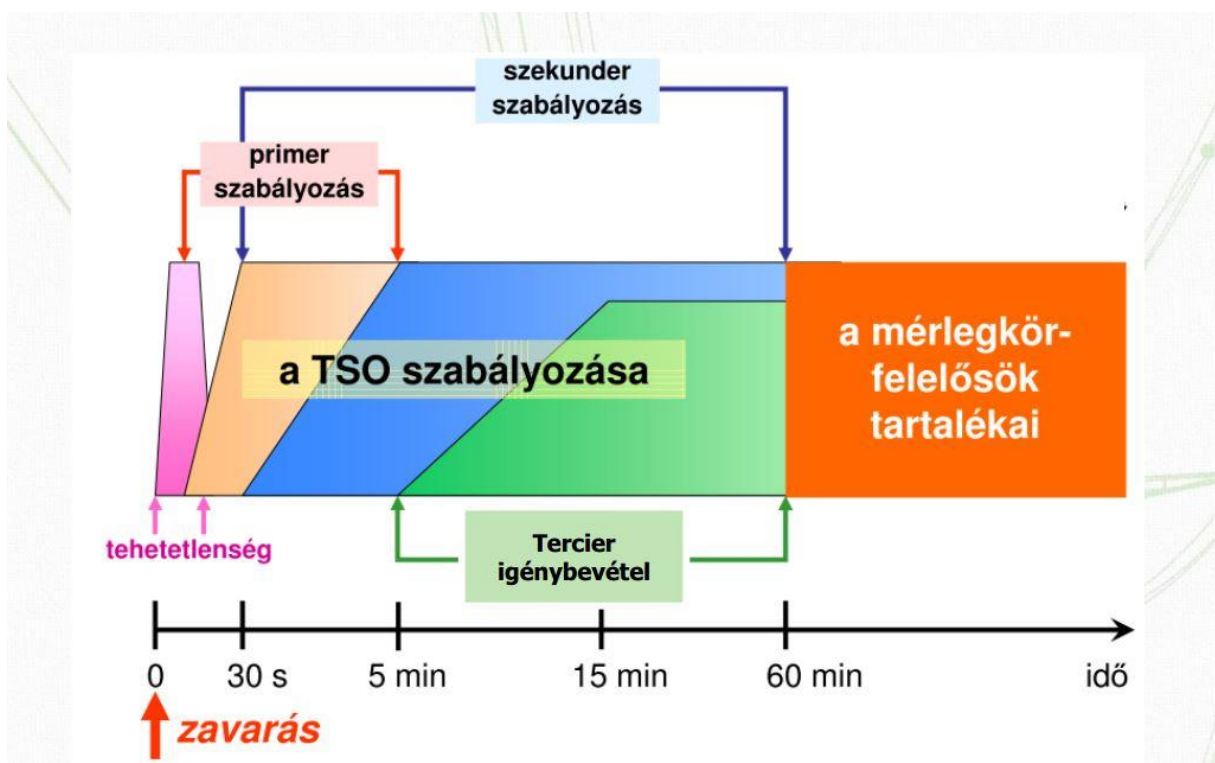 szekunder
szabályozás
primer
szabályozás
a TSO szabályozása
a mérlegkör-
felelősök
tartalékai
tehetetlenség
Tercier
igénybevétel
0
30 s
5 min
15 min
60 min
idő
zavarás